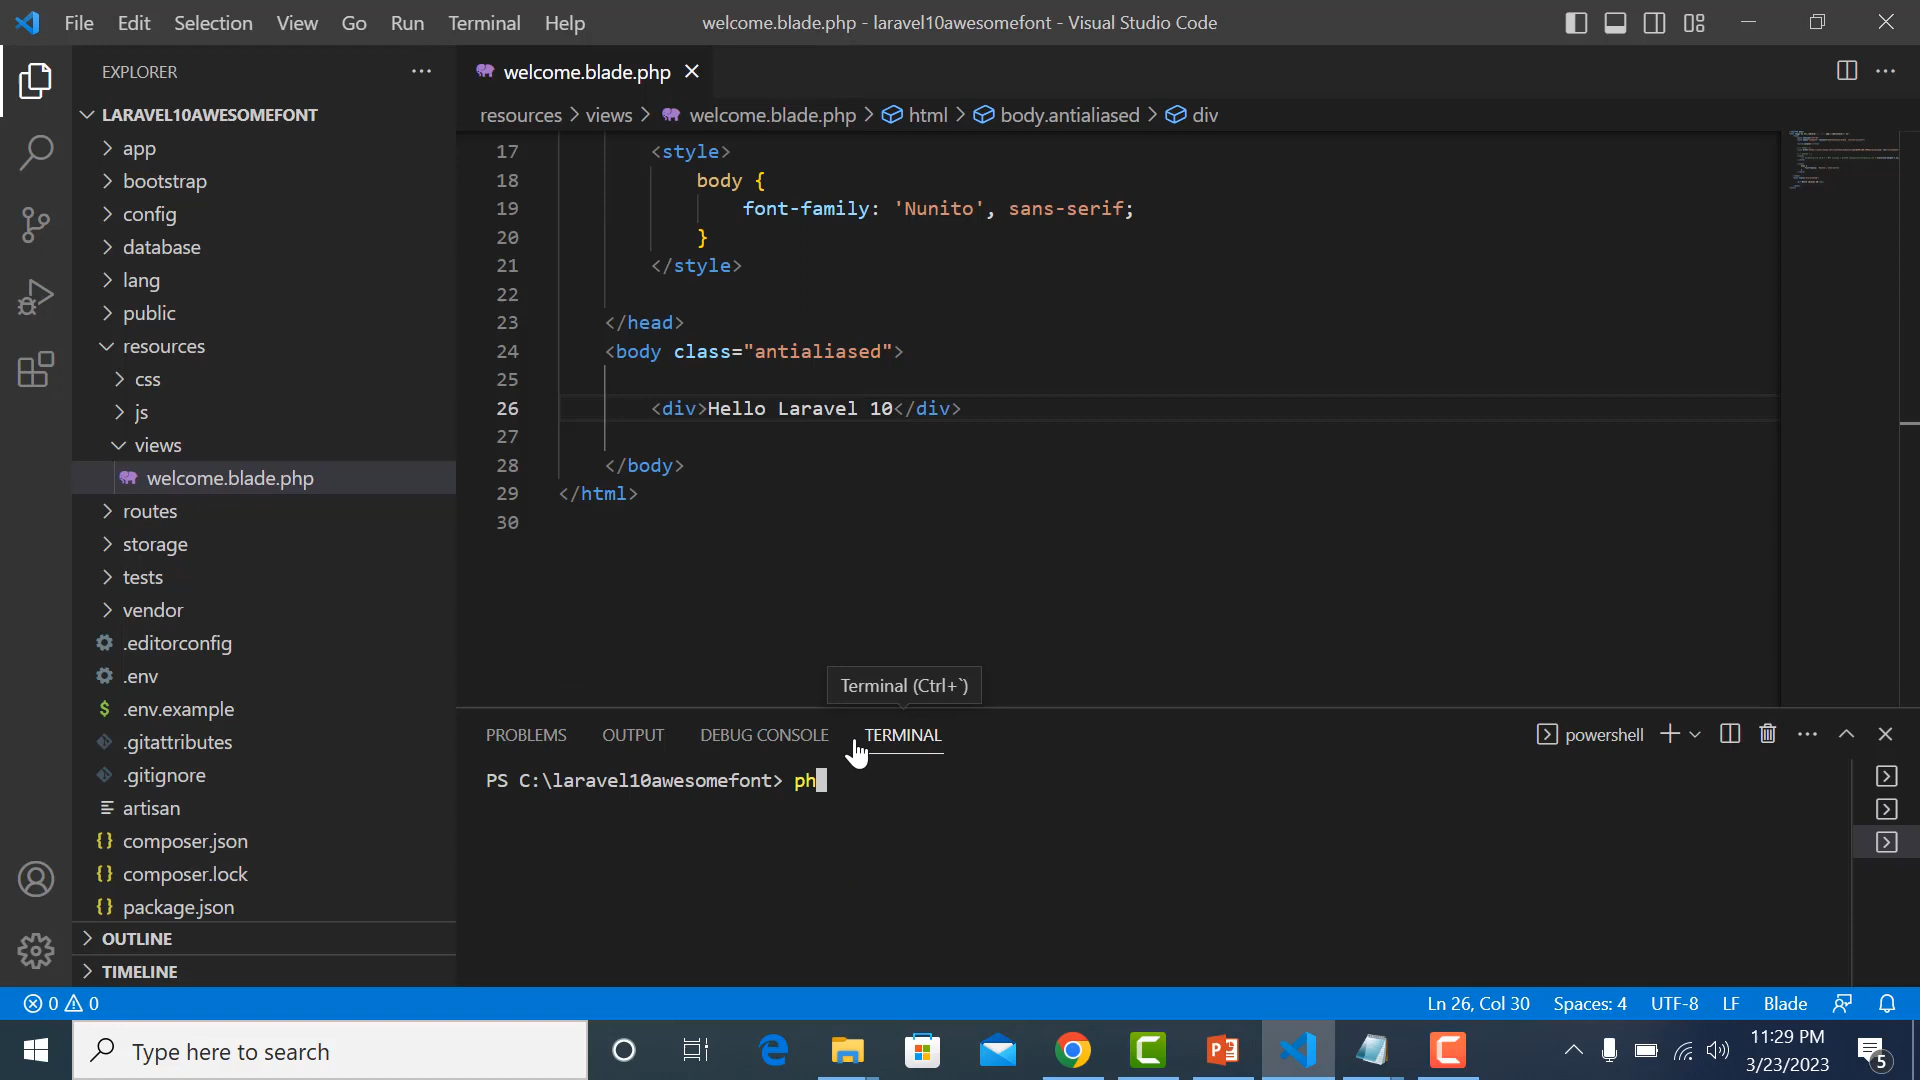 File Edit Selection View Go Run Terminal Help
welcome.blade.php - laravel10awesomefont - Visual Studio Code
EXPLORER
LARAVEL10AWESOMEFONT
app
bootstrap
config
database
lang
public
resources
css
js
views
welcome.blade.php
routes
storage
tests
vendor
.editorconfig
.env
$ .env.example
.gitattributes
.gitignore
artisan
{} composer.json
{} composer.lock
{} package.json
OUTLINE
TIMELINE
welcome.blade.php
resources > views > welcome.blade.php > html > body.antialiased > div
17 <style>
18 body {
19 font-family: 'Nunito', sans-serif;
20 }
21 </style>
22
23 </head>
24 <body class="antialiased">
25
26 <div>Hello Laravel 10</div>
27
28 </body>
29 </html>
30
Terminal (Ctrl+`)
PROBLEMS OUTPUT DEBUG CONSOLE TERMINAL
powershell
PS C:\laravel10awesomefont> ph
0 0
Ln 26, Col 30 Spaces: 4 UTF-8 LF Blade
Type here to search
11:29 PM
3/23/2023
5